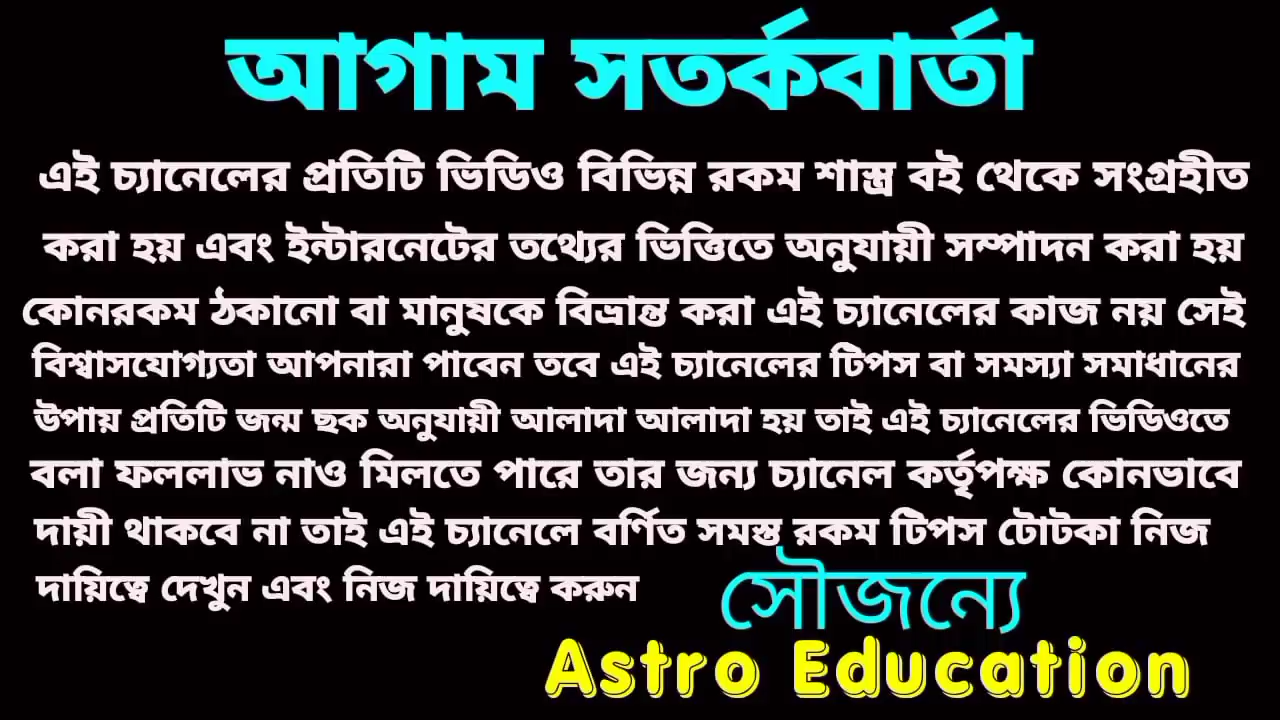 আগাম সতর্কবার্তা
এই চ্যানেলের প্রতিটি ভিডিও বিভিন্ন রকম শাস্ত্র বই থেকে সংগ্রহীত
করা হয় এবং ইন্টারনেটের তথ্যের ভিত্তিতে অনুযায়ী সম্পাদন করা হয়
কোনরকম ঠকানো বা মানুষকে বিভ্রান্ত করা এই চ্যানেলের কাজ নয় সেই
বিশ্বাসযোগ্যতা আপনারা পাবেন তবে এই চ্যানেলের টিপস বা সমস্যা সমাধানের
উপায় প্রতিটি জন্ম ছক অনুযায়ী আলাদা আলাদা হয় তাই এই চ্যানেলের ভিডিওতে
বলা ফললাভ নাও মিলতে পারে তার জন্য চ্যানেল কর্তৃপক্ষ কোনভাবে
দায়ী থাকবে না তাই এই চ্যানেলে বর্ণিত সমস্ত রকম টিপস টোটকা নিজ
দায়িত্বে দেখুন এবং নিজ দায়িত্বে করুন
সৌজন্যে
Astro Education